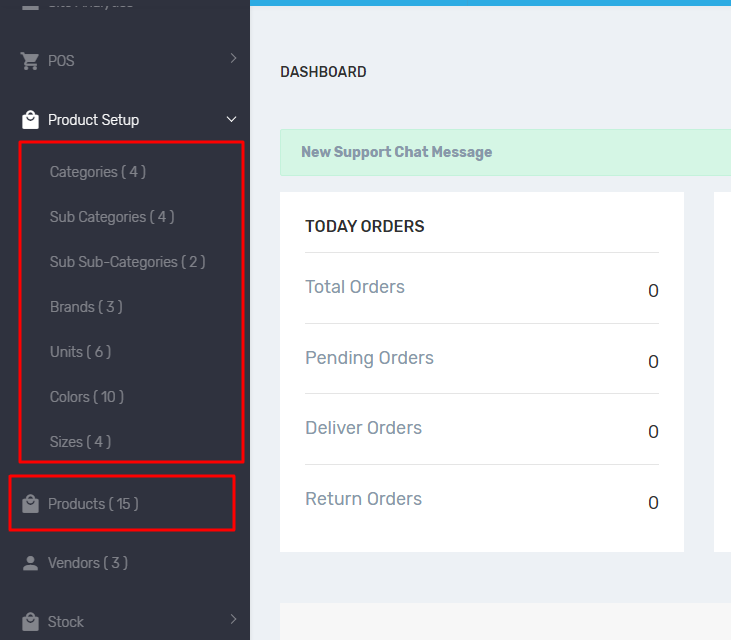 POS
Product Setup
Categories ( 4 )
Sub Categories ( 4 )
Sub Sub-Categories ( 2 )
Brands ( 3 )
Units ( 6 )
Colors ( 10 )
Sizes ( 4 )
Products ( 15 )
Vendors ( 3 )
Stock
DASHBOARD
New Support Chat Message
TODAY ORDERS
Total Orders 0
Pending Orders 0
Deliver Orders 0
Return Orders 0